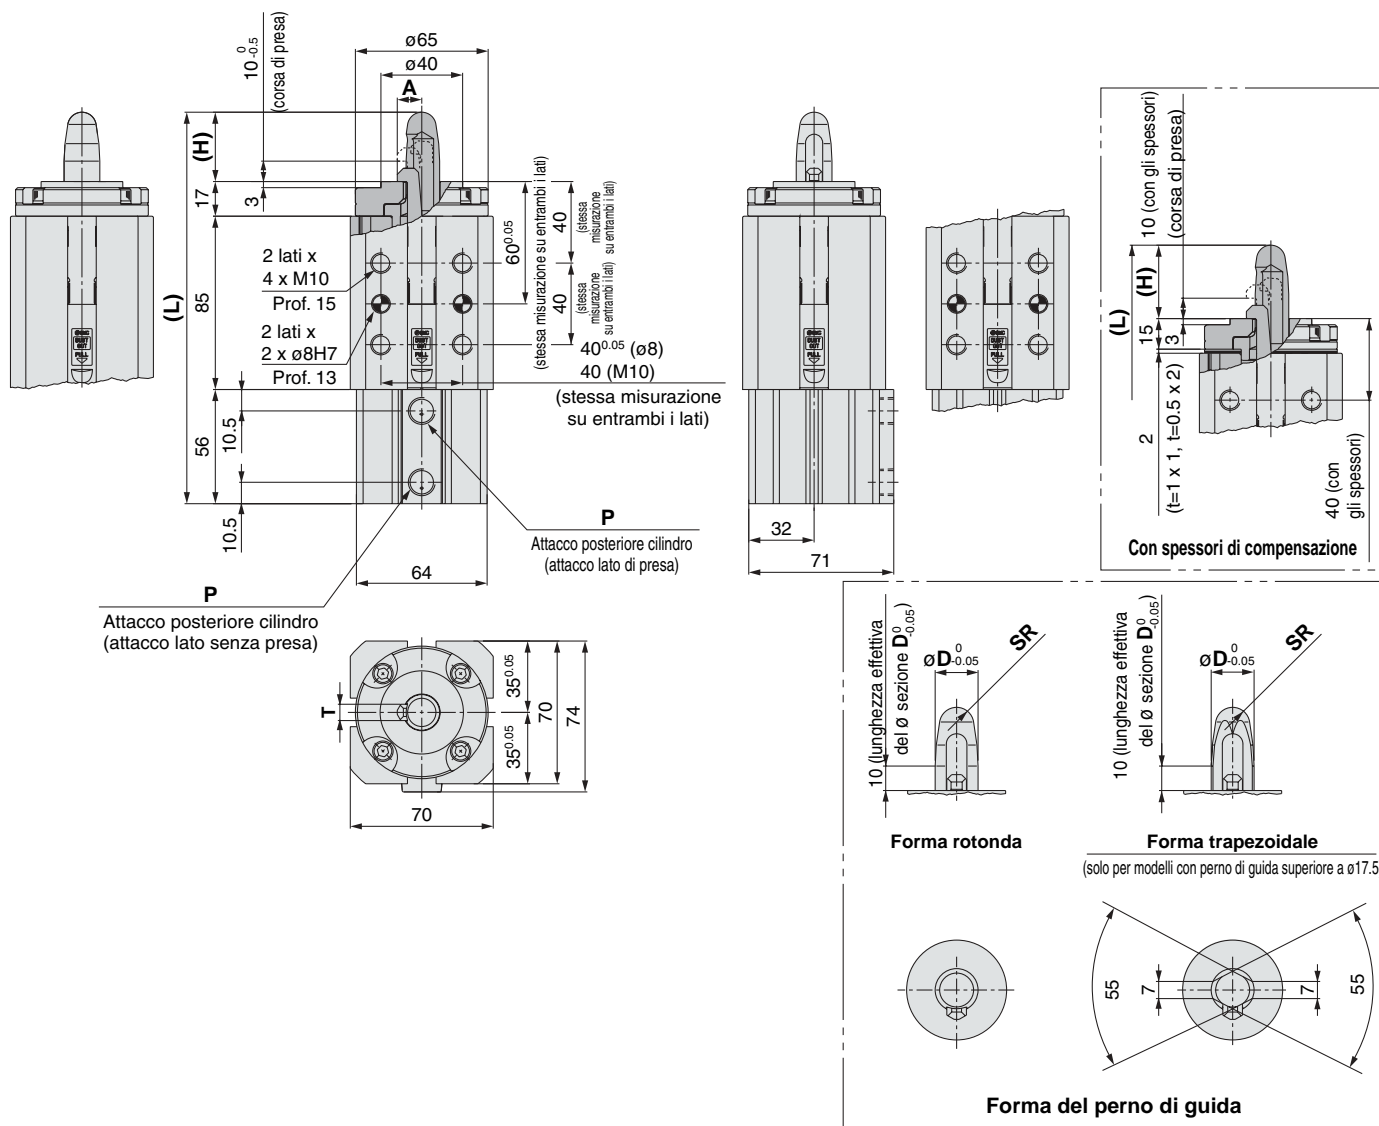 ø65
ø40
A
10 0 -0.5
(corsa di presa)
(H)
(L)
17
3
85
56
10.5
10.5
2 lati x
4 x M10
Prof. 15
2 lati x
2 x ø8H7
Prof. 13
60 0.05
(stessa misurazione su entrambi i lati)
40
(stessa
misurazione
su entrambi i lati)
40
(stessa
misurazione
su entrambi i lati)
40 0.05 (ø8)
40 (M10)
(stessa misurazione
su entrambi i lati)
SMC
DUST
OUT
PULL
P
Attacco posteriore cilindro
(attacco lato di presa)
64
P
Attacco posteriore cilindro
(attacco lato senza presa)
T
35 0.05
35 0.05
70
74
70
32
71
10 (con gli spessori)
(corsa di presa)
(H)
(L)
15
3
2
(t=1 x 1, t=0.5 x 2)
40 (con
gli spessori)
Con spessori di compensazione
10 (lunghezza effettiva
del ø sezione D 0 -0.05)
øD 0 -0.05
SR
Forma rotonda
10 (lunghezza effettiva
del ø sezione D 0 -0.05)
øD 0 -0.05
SR
Forma trapezoidale
(solo per modelli con perno di guida superiore a ø17.5
55
7
7
55
Forma del perno di guida